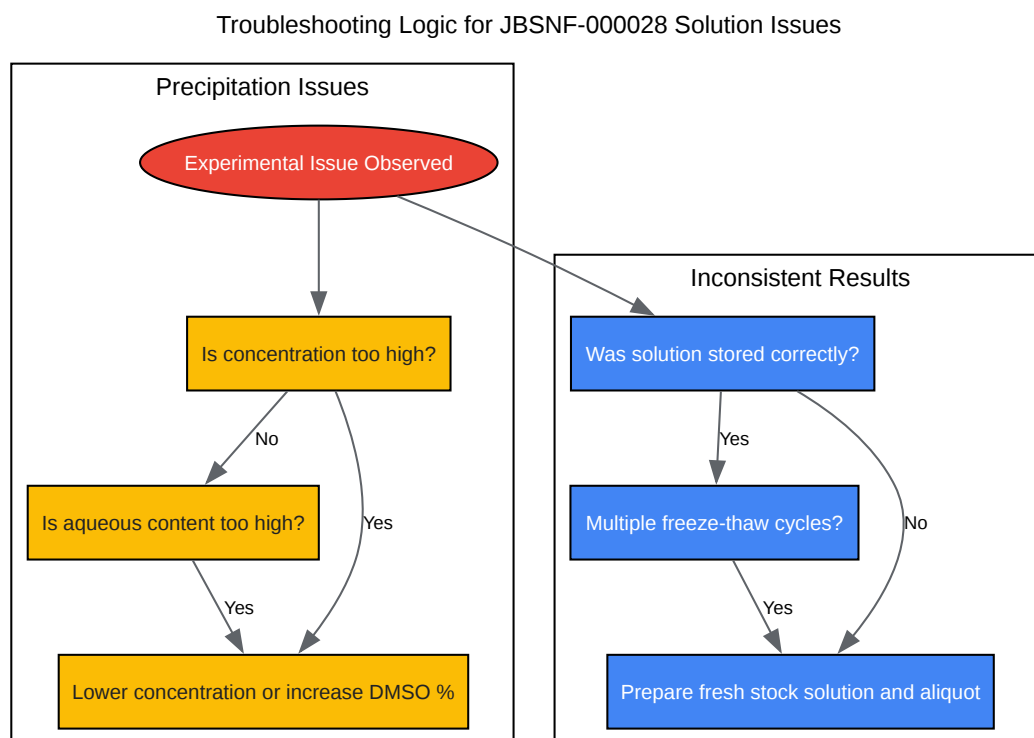 Troubleshooting Logic for JBSNF-000028 Solution Issues
Precipitation Issues
Experimental Issue Observed
Inconsistent Results
Is concentration too high?
Was solution stored correctly?
No
Yes
Is aqueous content too high?
Yes
Multiple freeze-thaw cycles?
No
Yes
Yes
Lower concentration or increase DMSO %
Prepare fresh stock solution and aliquot